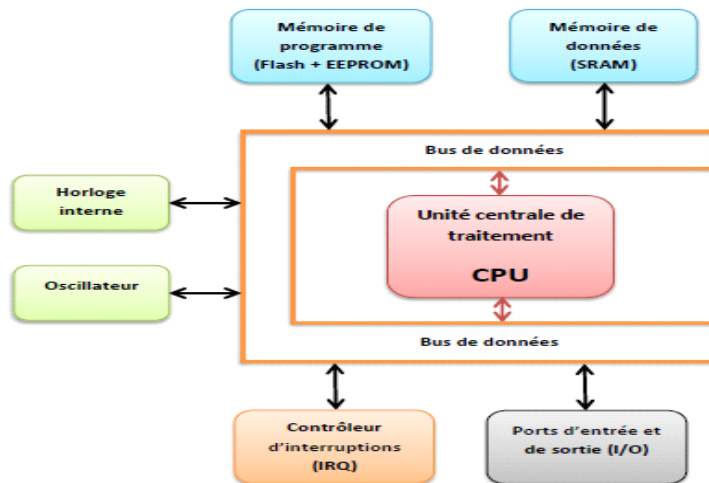 Mémoire de
programme
(Flash + EEPROM)
Mémoire de
données
(SRAM)
Bus de données
Horloge
interne
Unité centrale de
traitement
CPU
Oscillateur
Bus de données
Contrôleur
d'interruptions
(IRQ)
Ports d'entrée et
de sortie (I/O)